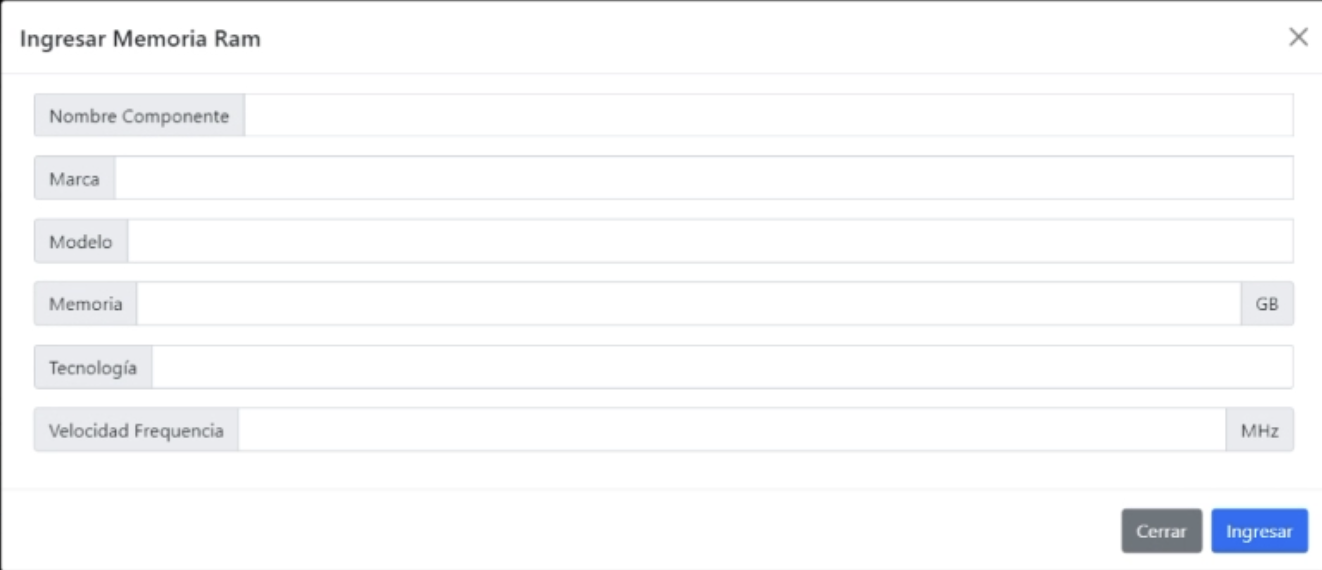 Ingresar Memoria Ram
Nombre Componente
Marca
Modelo
Memoria GB
Tecnología
Velocidad Frequencia MHz
Cerrar Ingresar